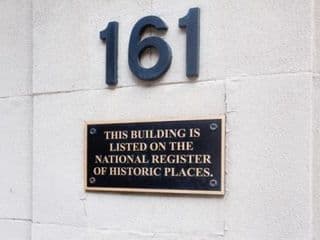 161
THIS BUILDING IS
LISTED ON THE
NATIONAL REGISTER
OF HISTORIC PLACES.